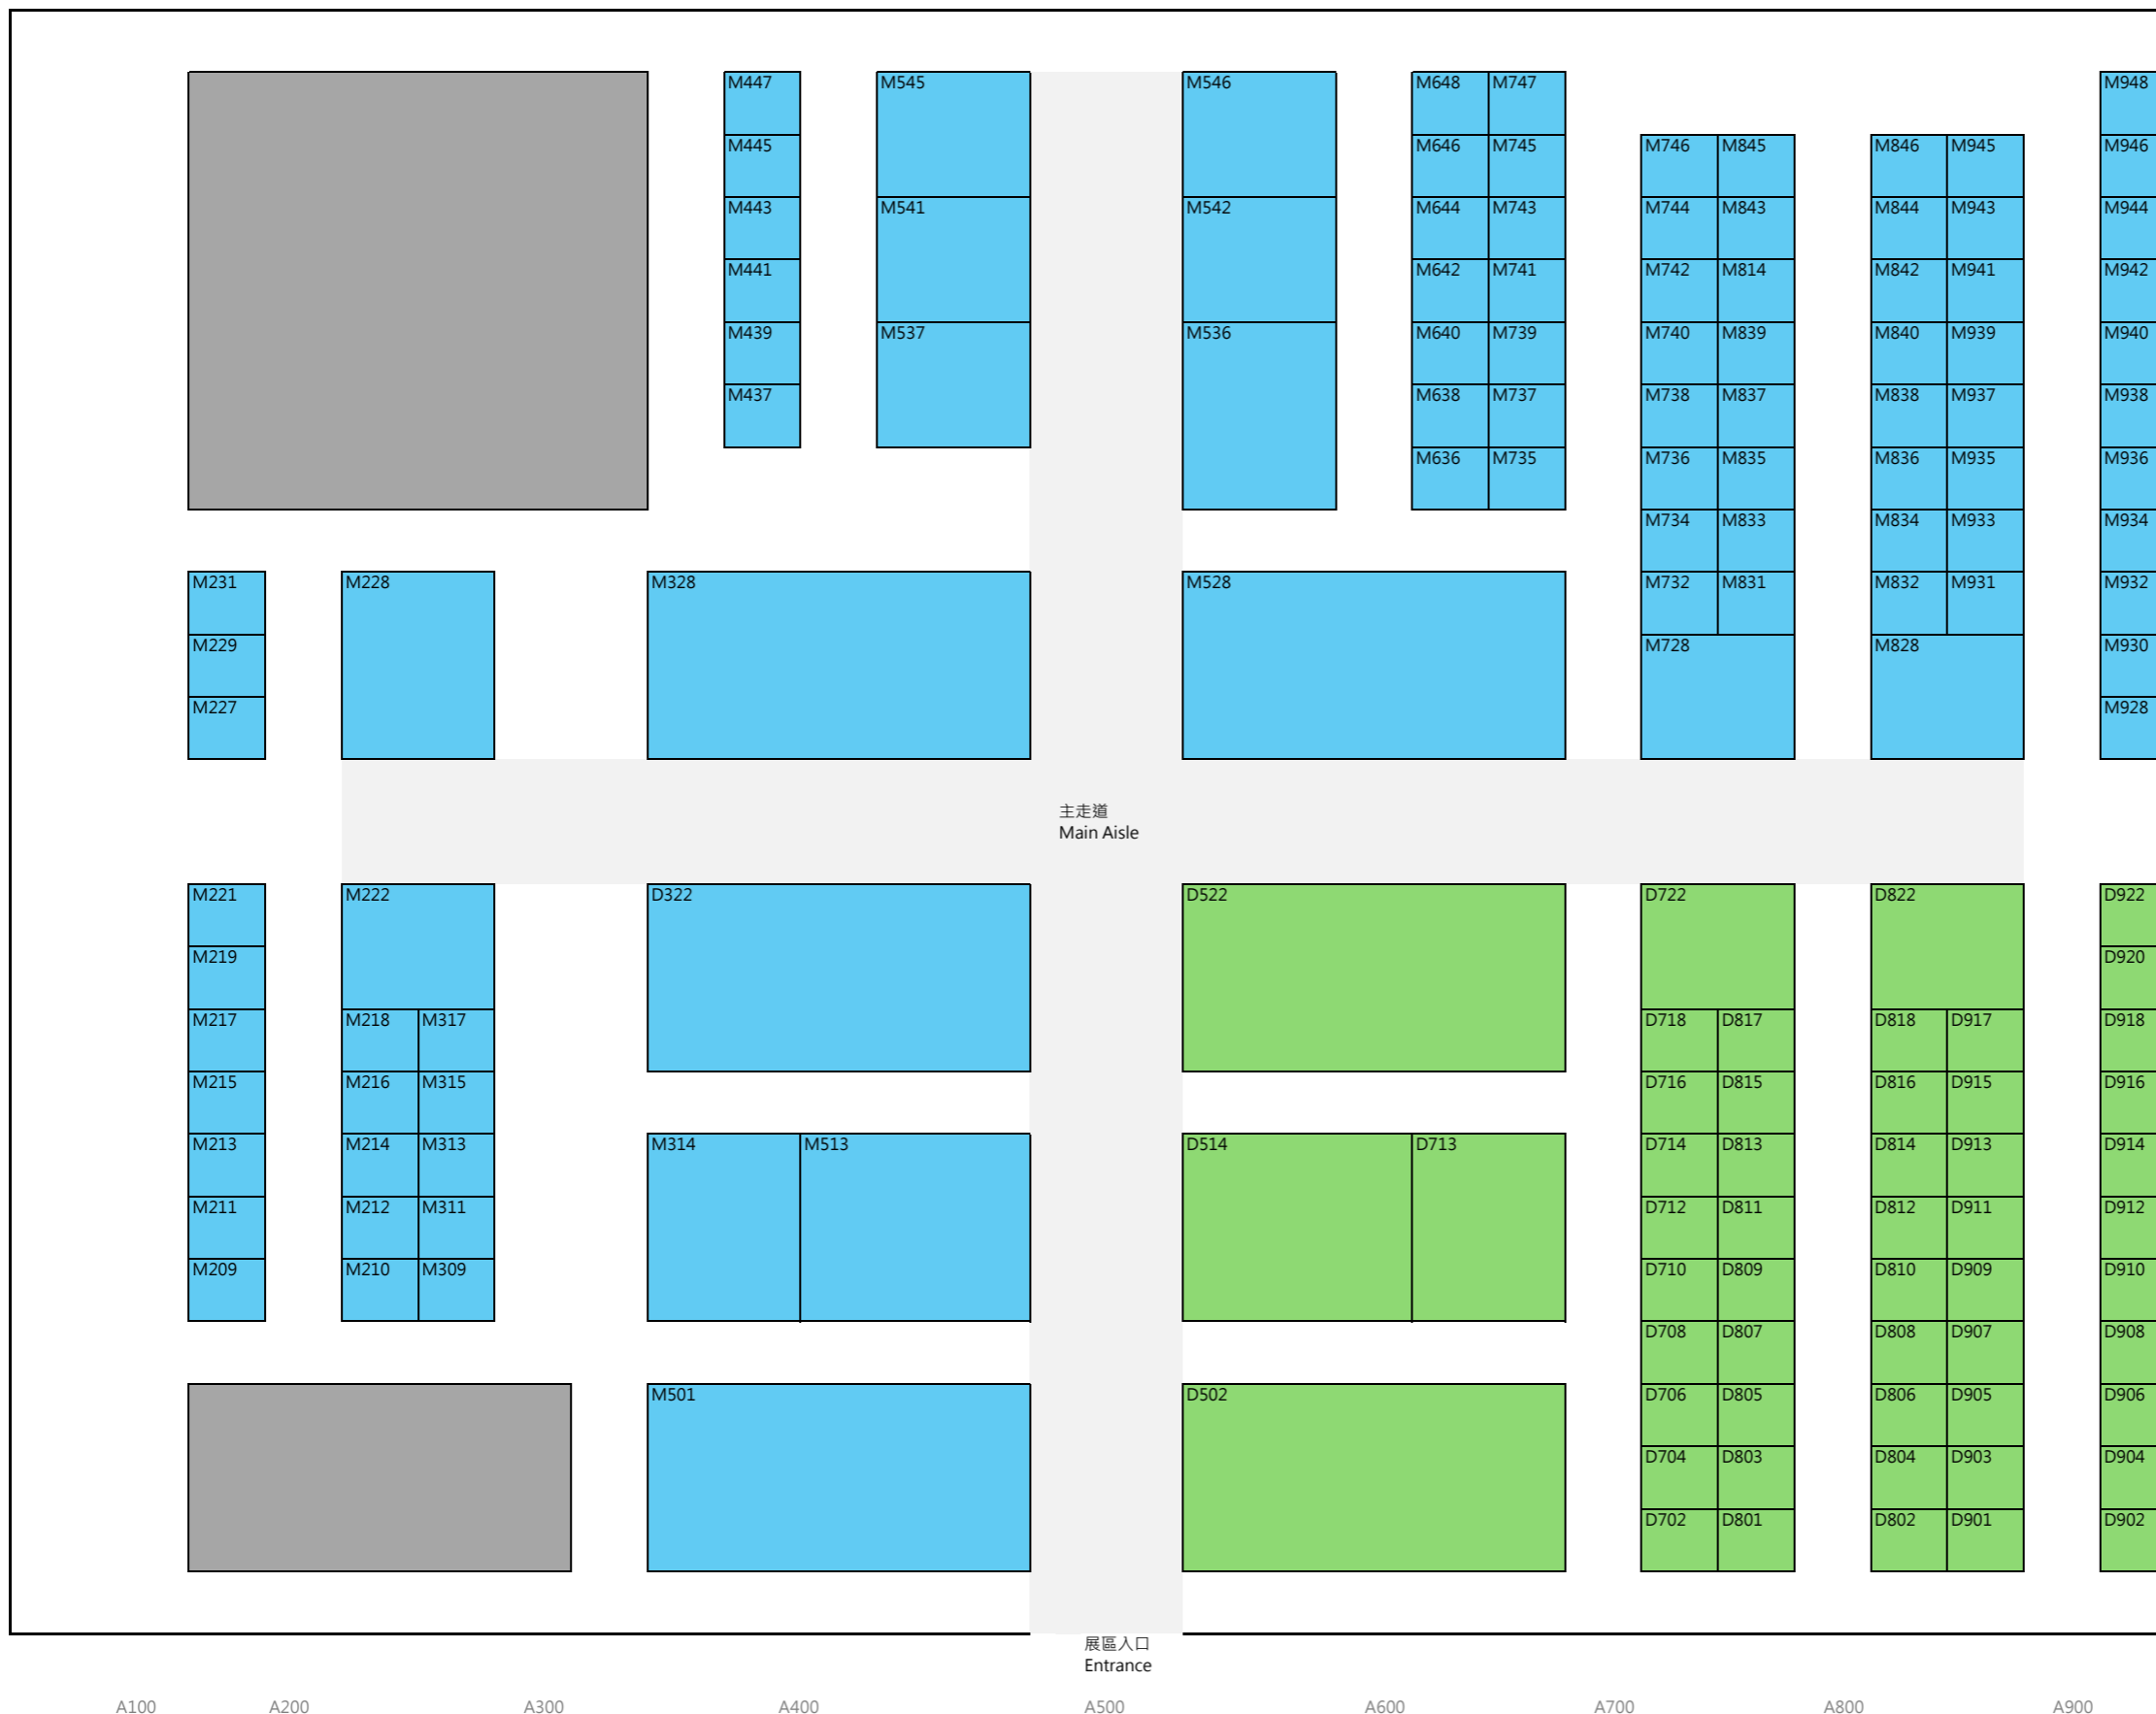 M447 M545 M546 M648 M747 M948
M445 M646 M745 M746 M845 M846 M945 M946
M443 M541 M542 M644 M743 M744 M843 M844 M943 M944
M441 M642 M741 M742 M814 M842 M941 M942
M439 M537 M536 M640 M739 M740 M839 M840 M939 M940
M437 M638 M737 M738 M837 M838 M937 M938
M636 M735 M736 M835 M836 M935 M936
M734 M833 M834 M933 M934
M231 M228 M328 M528 M732 M831 M832 M931 M932
M229 M728 M828 M930
M227 M928
主走道
Main Aisle
M221 M222 D322 D522 D722 D822 D922
M219 D920
M217 M218 M317 D718 D817 D818 D917 D918
M215 M216 M315 D716 D815 D816 D915 D916
M213 M214 M313 M314 M513 D514 D713 D714 D813 D814 D913 D914
M211 M212 M311 D712 D811 D812 D911 D912
M209 M210 M309 D710 D809 D810 D909 D910
D708 D807 D808 D907 D908
M501 D502 D706 D805 D806 D905 D906
D704 D803 D804 D903 D904
D702 D801 D802 D901 D902
展區入口
Entrance
A100 A200 A300 A400 A500 A600 A700 A800 A900